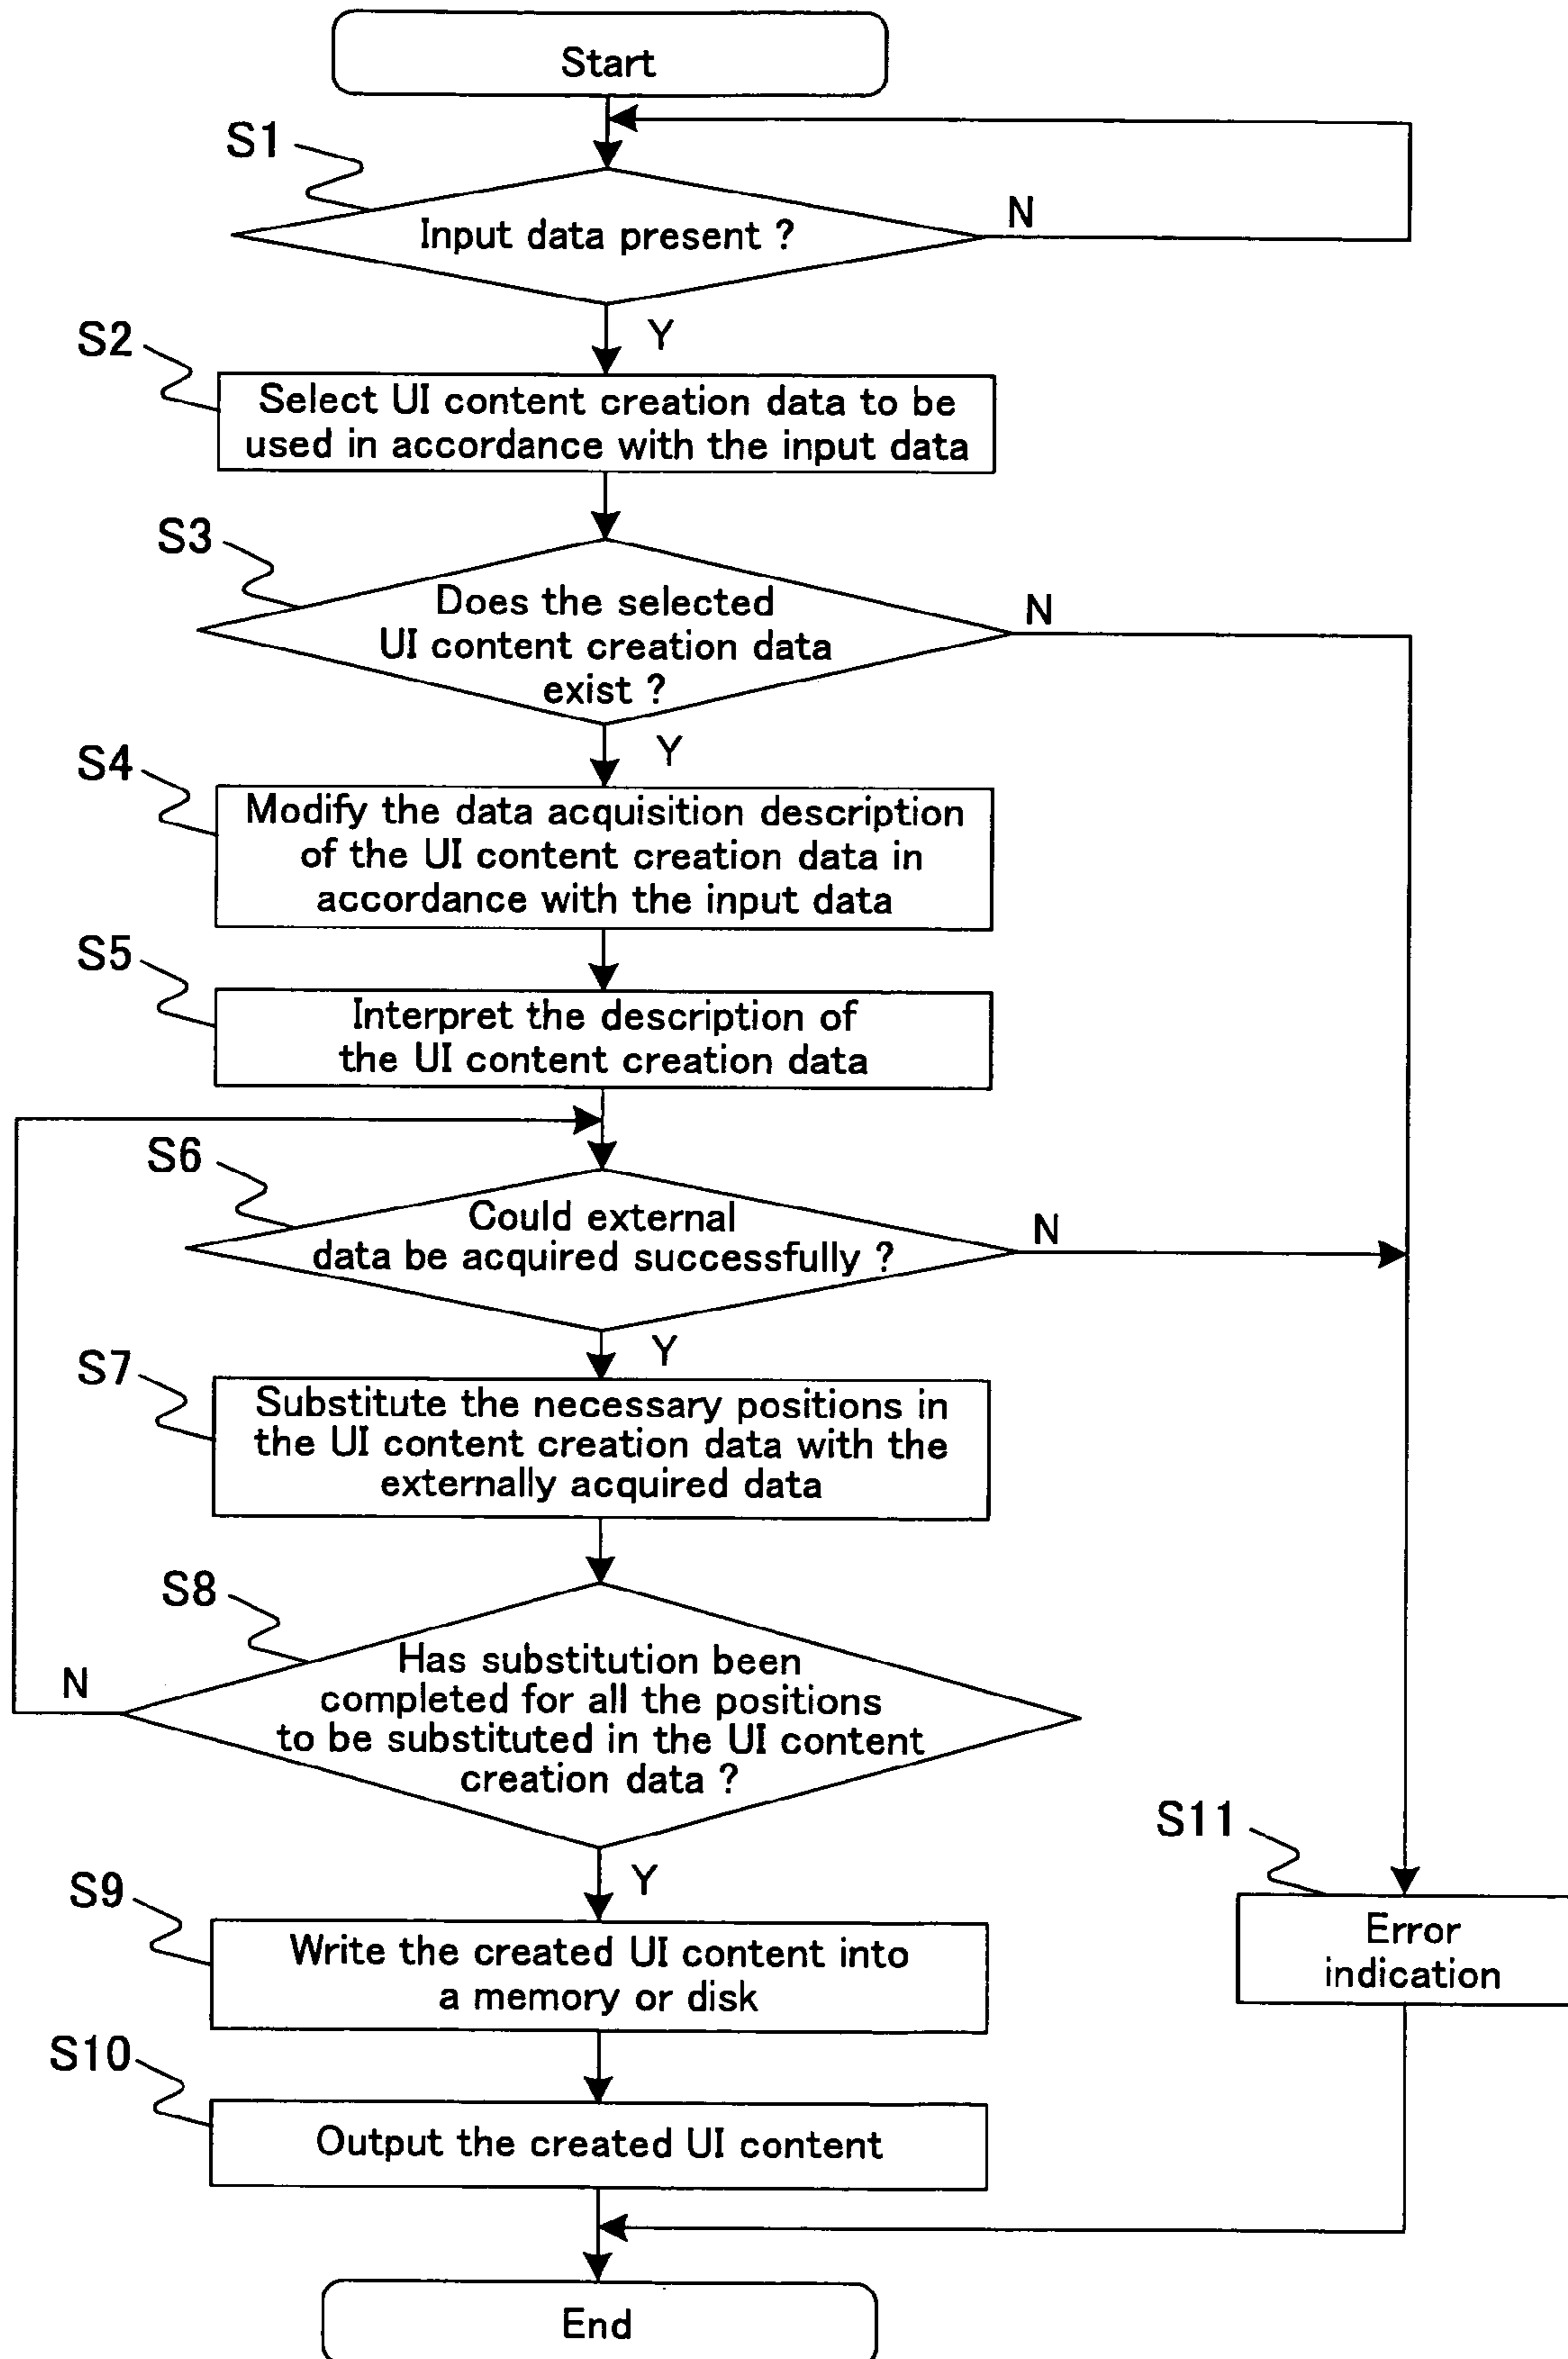 Start
S1
Input data present ?
N
Y
S2
Select UI content creation data to be
used in accordance with the input data
S3
Does the selected
UI content creation data
exist ?
N
Y
S4
Modify the data acquisition description
of the UI content creation data in
accordance with the input data
S5
Interpret the description of
the UI content creation data
S6
Could external
data be acquired successfully ?
N
Y
S7
Substitute the necessary positions in
the UI content creation data with the
externally acquired data
S8
Has substitution been
completed for all the positions
to be substituted in the UI content
creation data ?
N
Y
S9
Write the created UI content into
a memory or disk
S11
Error
indication
S10
Output the created UI content
End